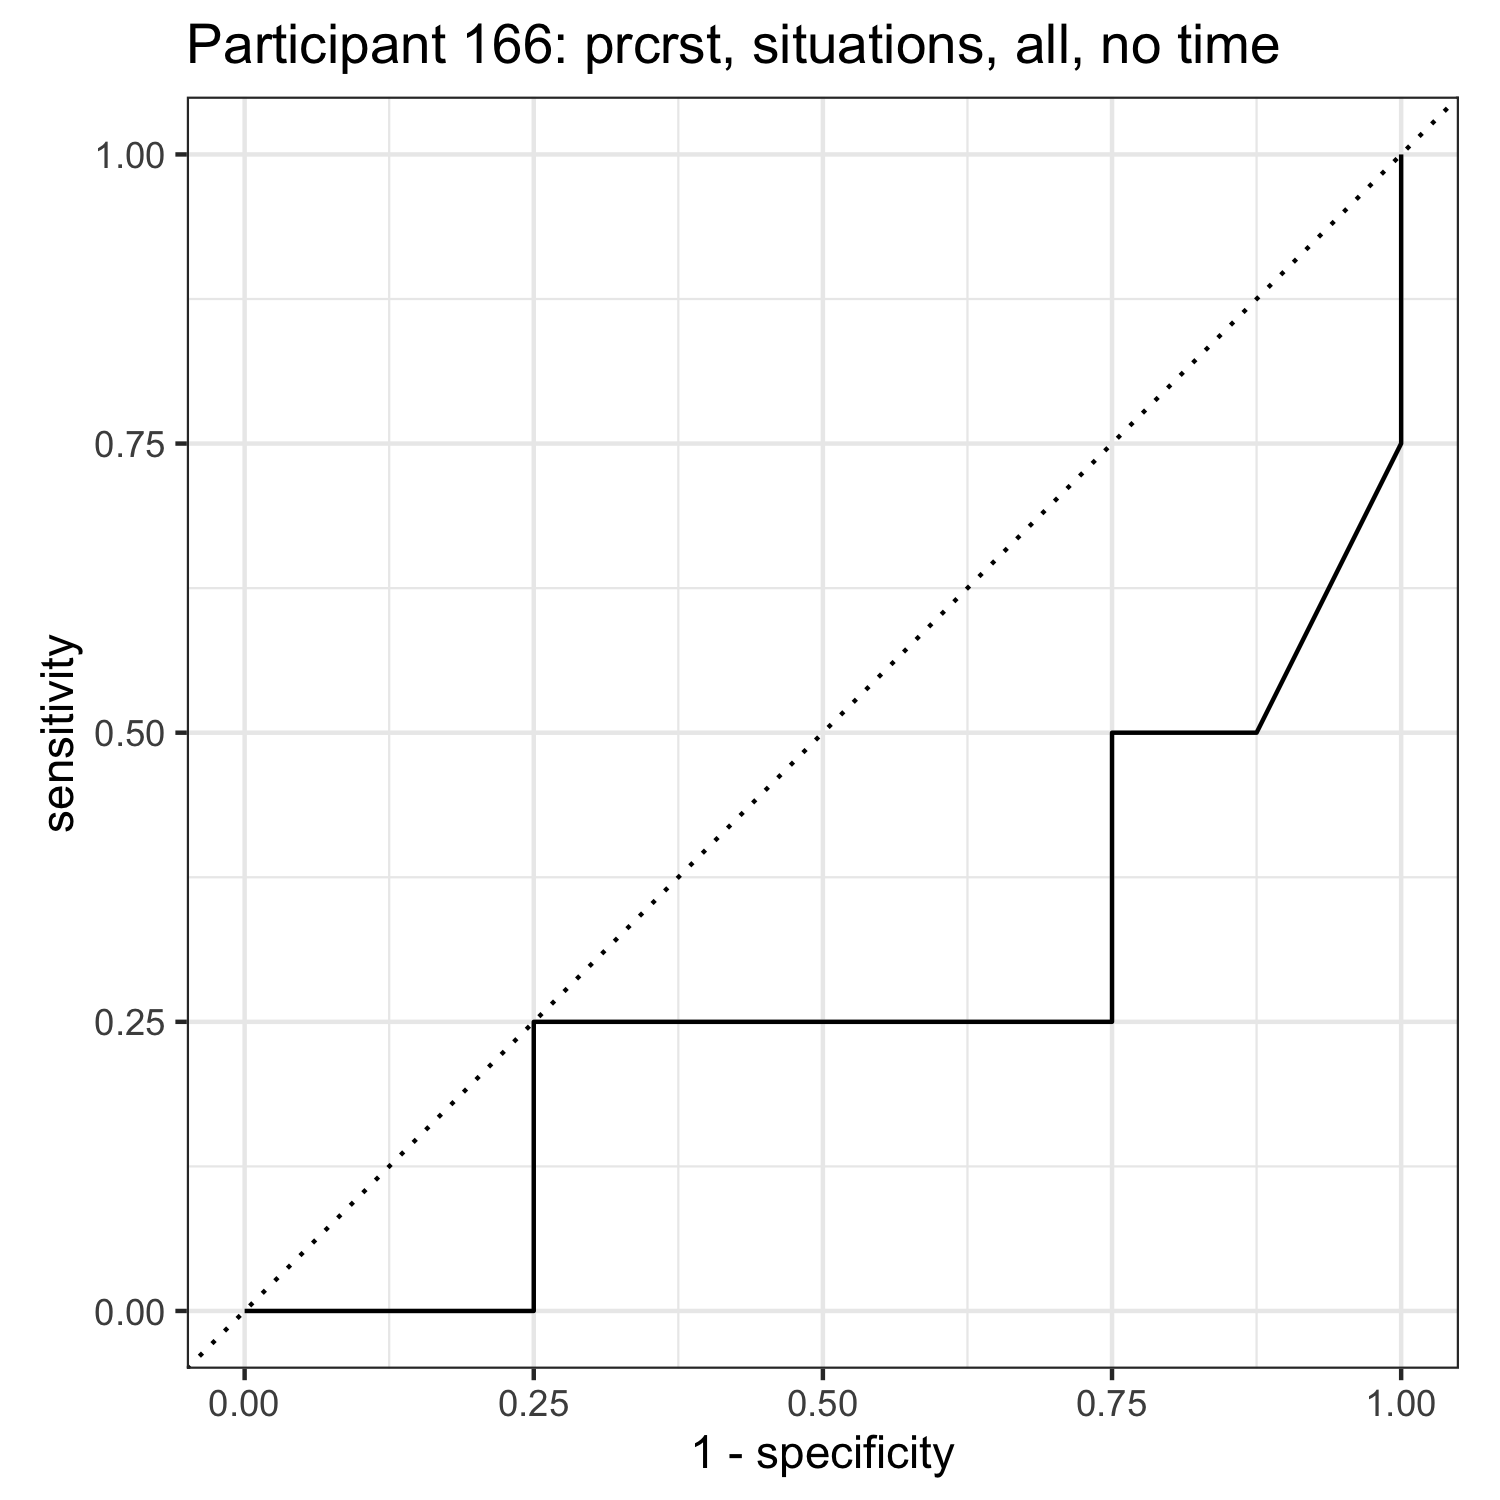 Participant 166: prcrst, situations, all, no time
1.00
0.75
0.50
0.25
0.00
sensitivity
0.00 0.25 0.50 0.75 1.00
1 - specificity